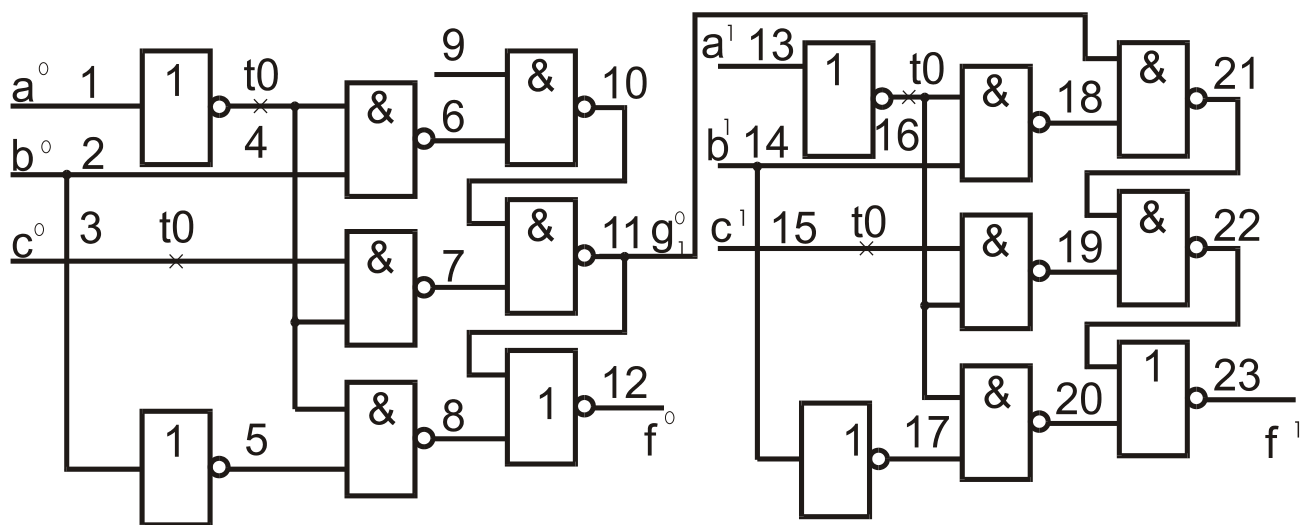 a⁰ 1 1 t0 & 9 & 10
4 6
b⁰ 2
3 c⁰ t0 & 7 & 11 g⁰₁
1 5 & 8 1 12
f⁰
a¹ 13 1 t0 & 18 & 21
16
b¹ 14
c¹ 15 t0 & 19 & 22
1 17 & 20 1 23
f¹